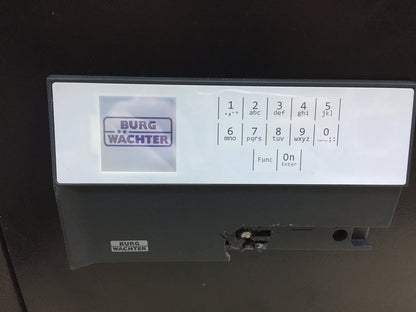 BURG
WÄCHTER
1 2 3 4 5
.,-+ abc def ghi jkl
6 7 8 9 0
mno pqrs tuv wxyz
Func On
Enter
BURG
WÄCHTER